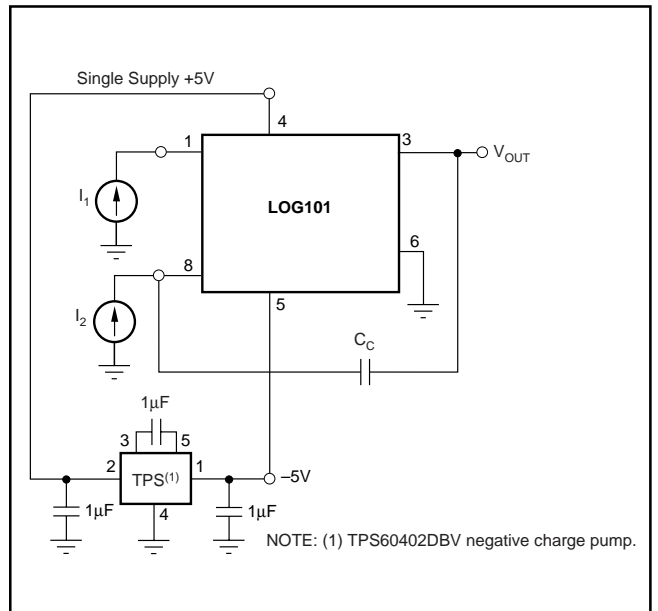 Single Supply +5V
4
1
3
V_OUT
I_1
LOG101
6
8
5
I_2
C_C
1μF
3 5
2
TPS(1)
1
–5V
1μF
4
1μF
NOTE: (1) TPS60402DBV negative charge pump.